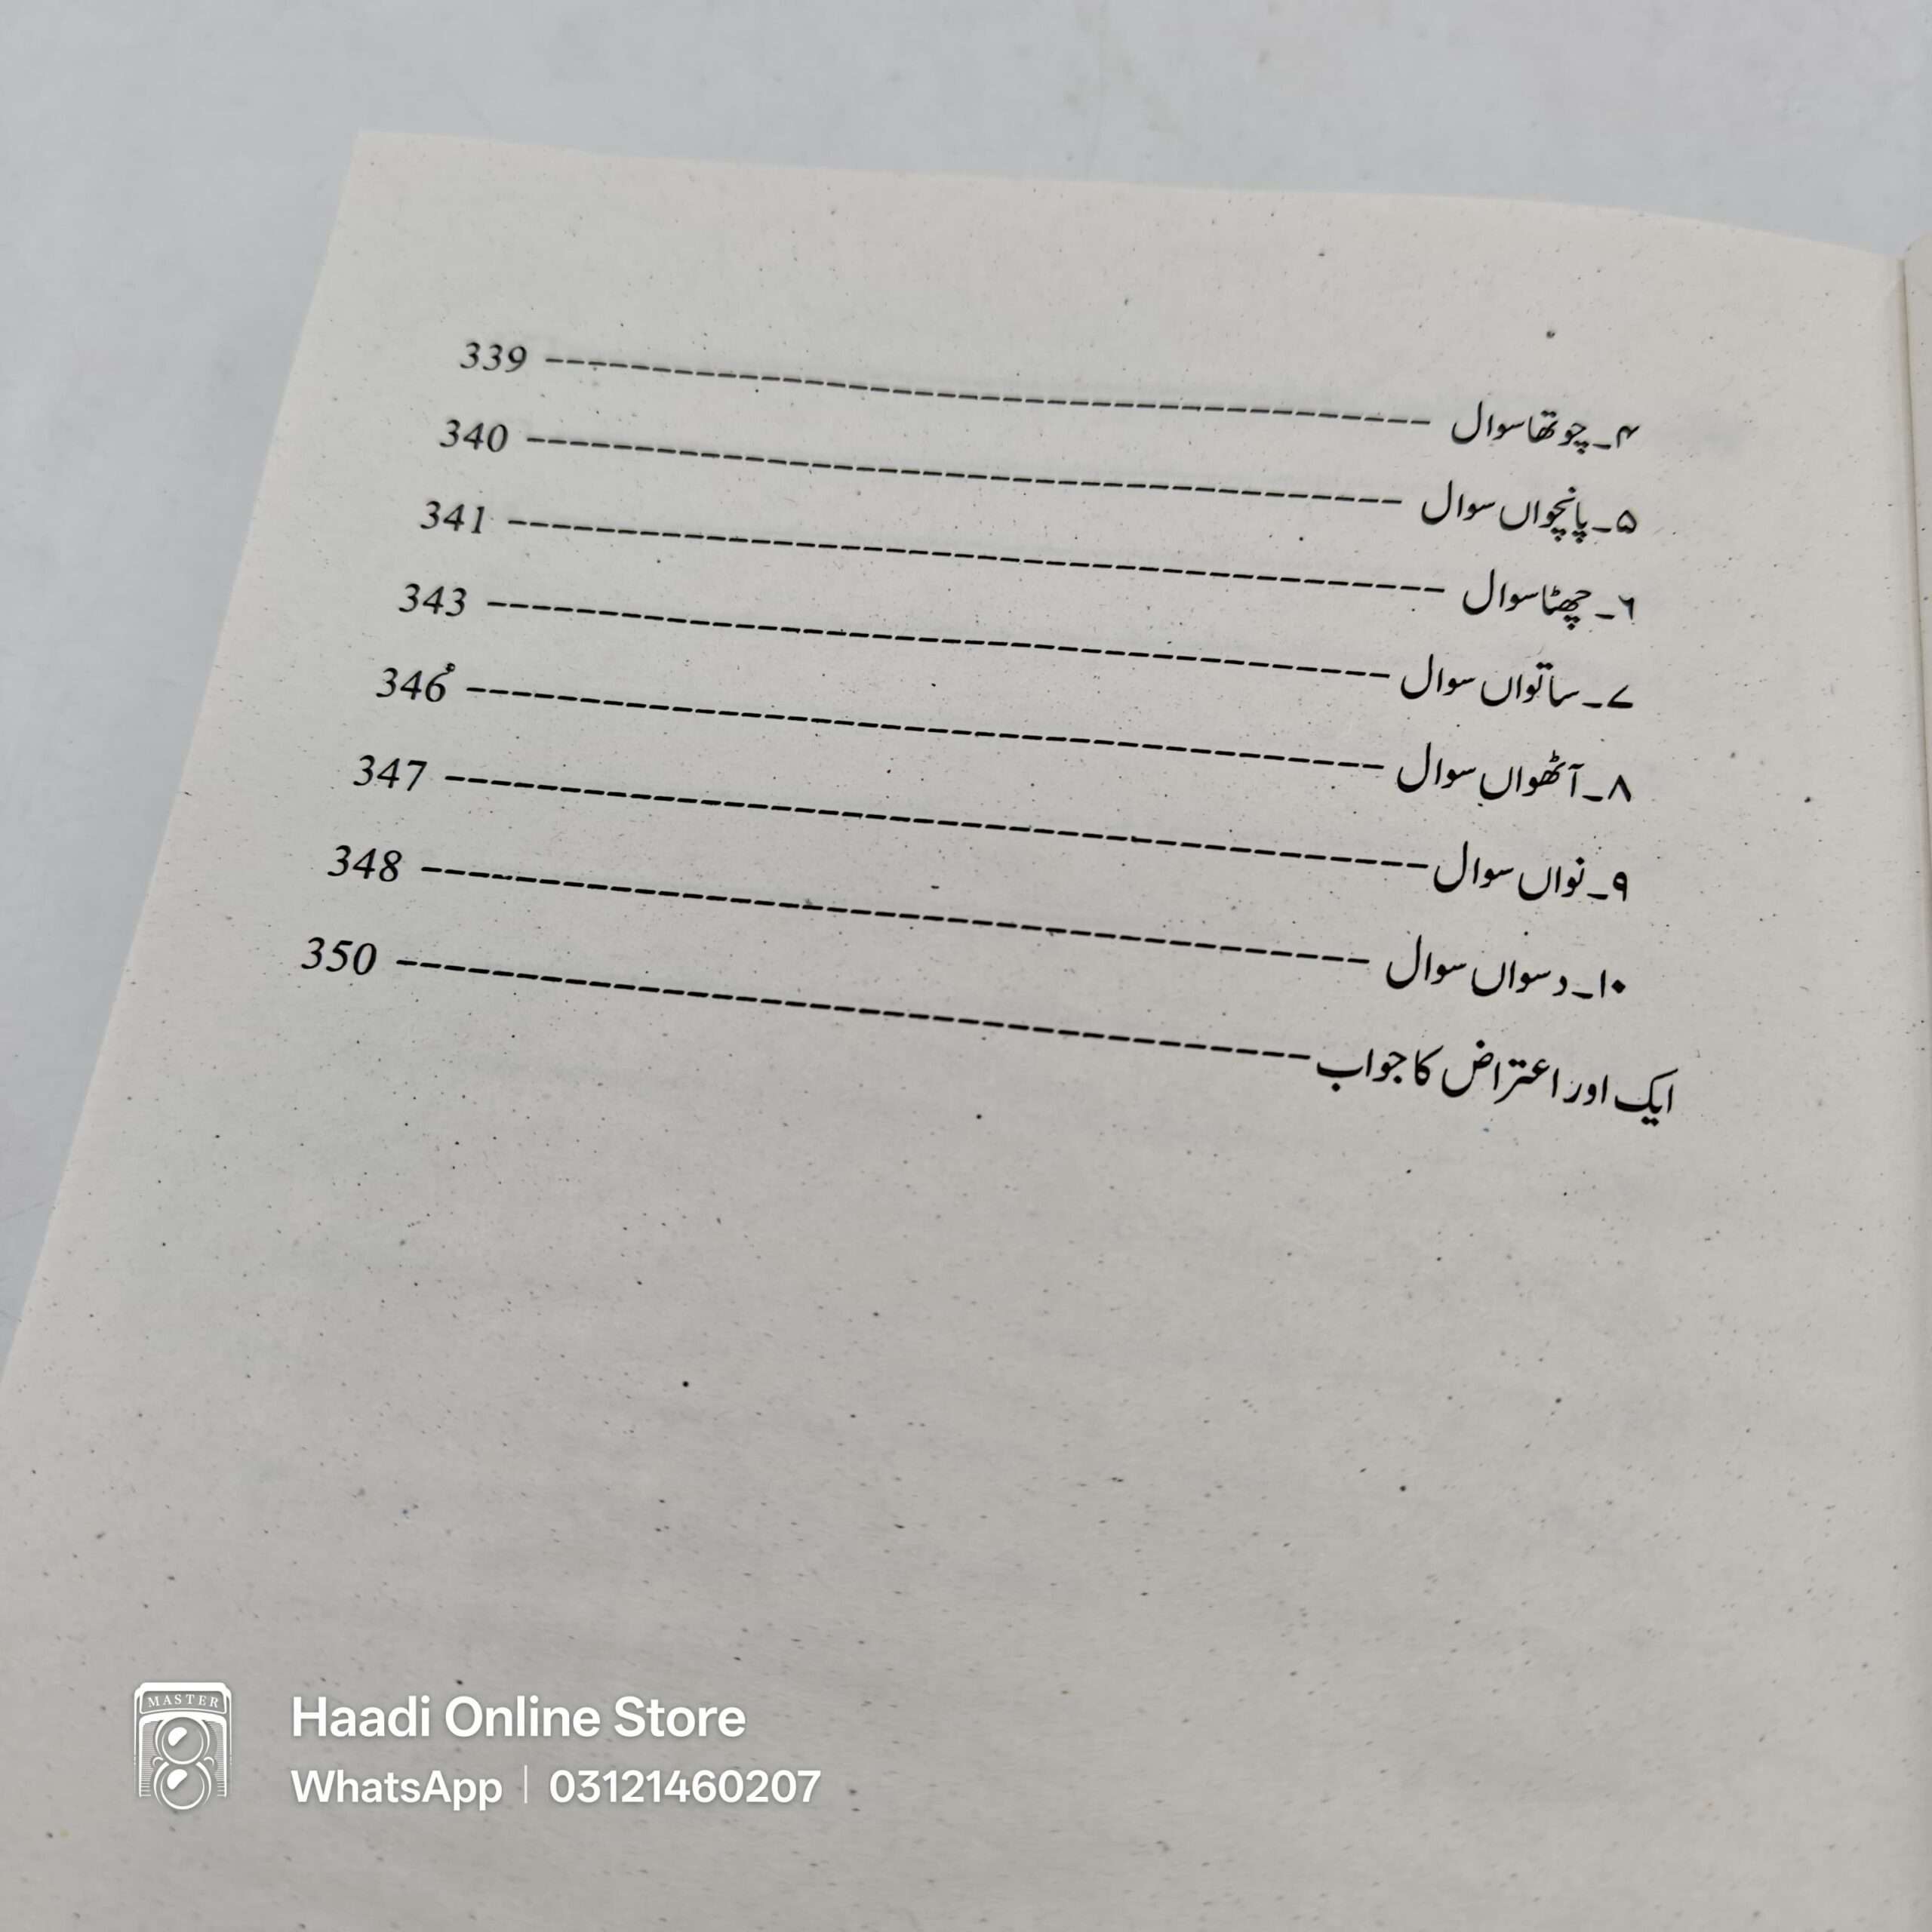 ۴۔چوتھا سوال ---------------------------------------- 339
۵۔پانچواں سوال ---------------------------------------- 340
۶۔چھٹا سوال ---------------------------------------- 341
۷۔ساتواں سوال ---------------------------------------- 343
۸۔آٹھواں سوال ---------------------------------------- 346
۹۔نواں سوال ---------------------------------------- 347
۱۰۔دسواں سوال ---------------------------------------- 348
ایک اور اعتراض کا جواب ---------------------------------------- 350
MASTER
Haadi Online Store
WhatsApp | 03121460207